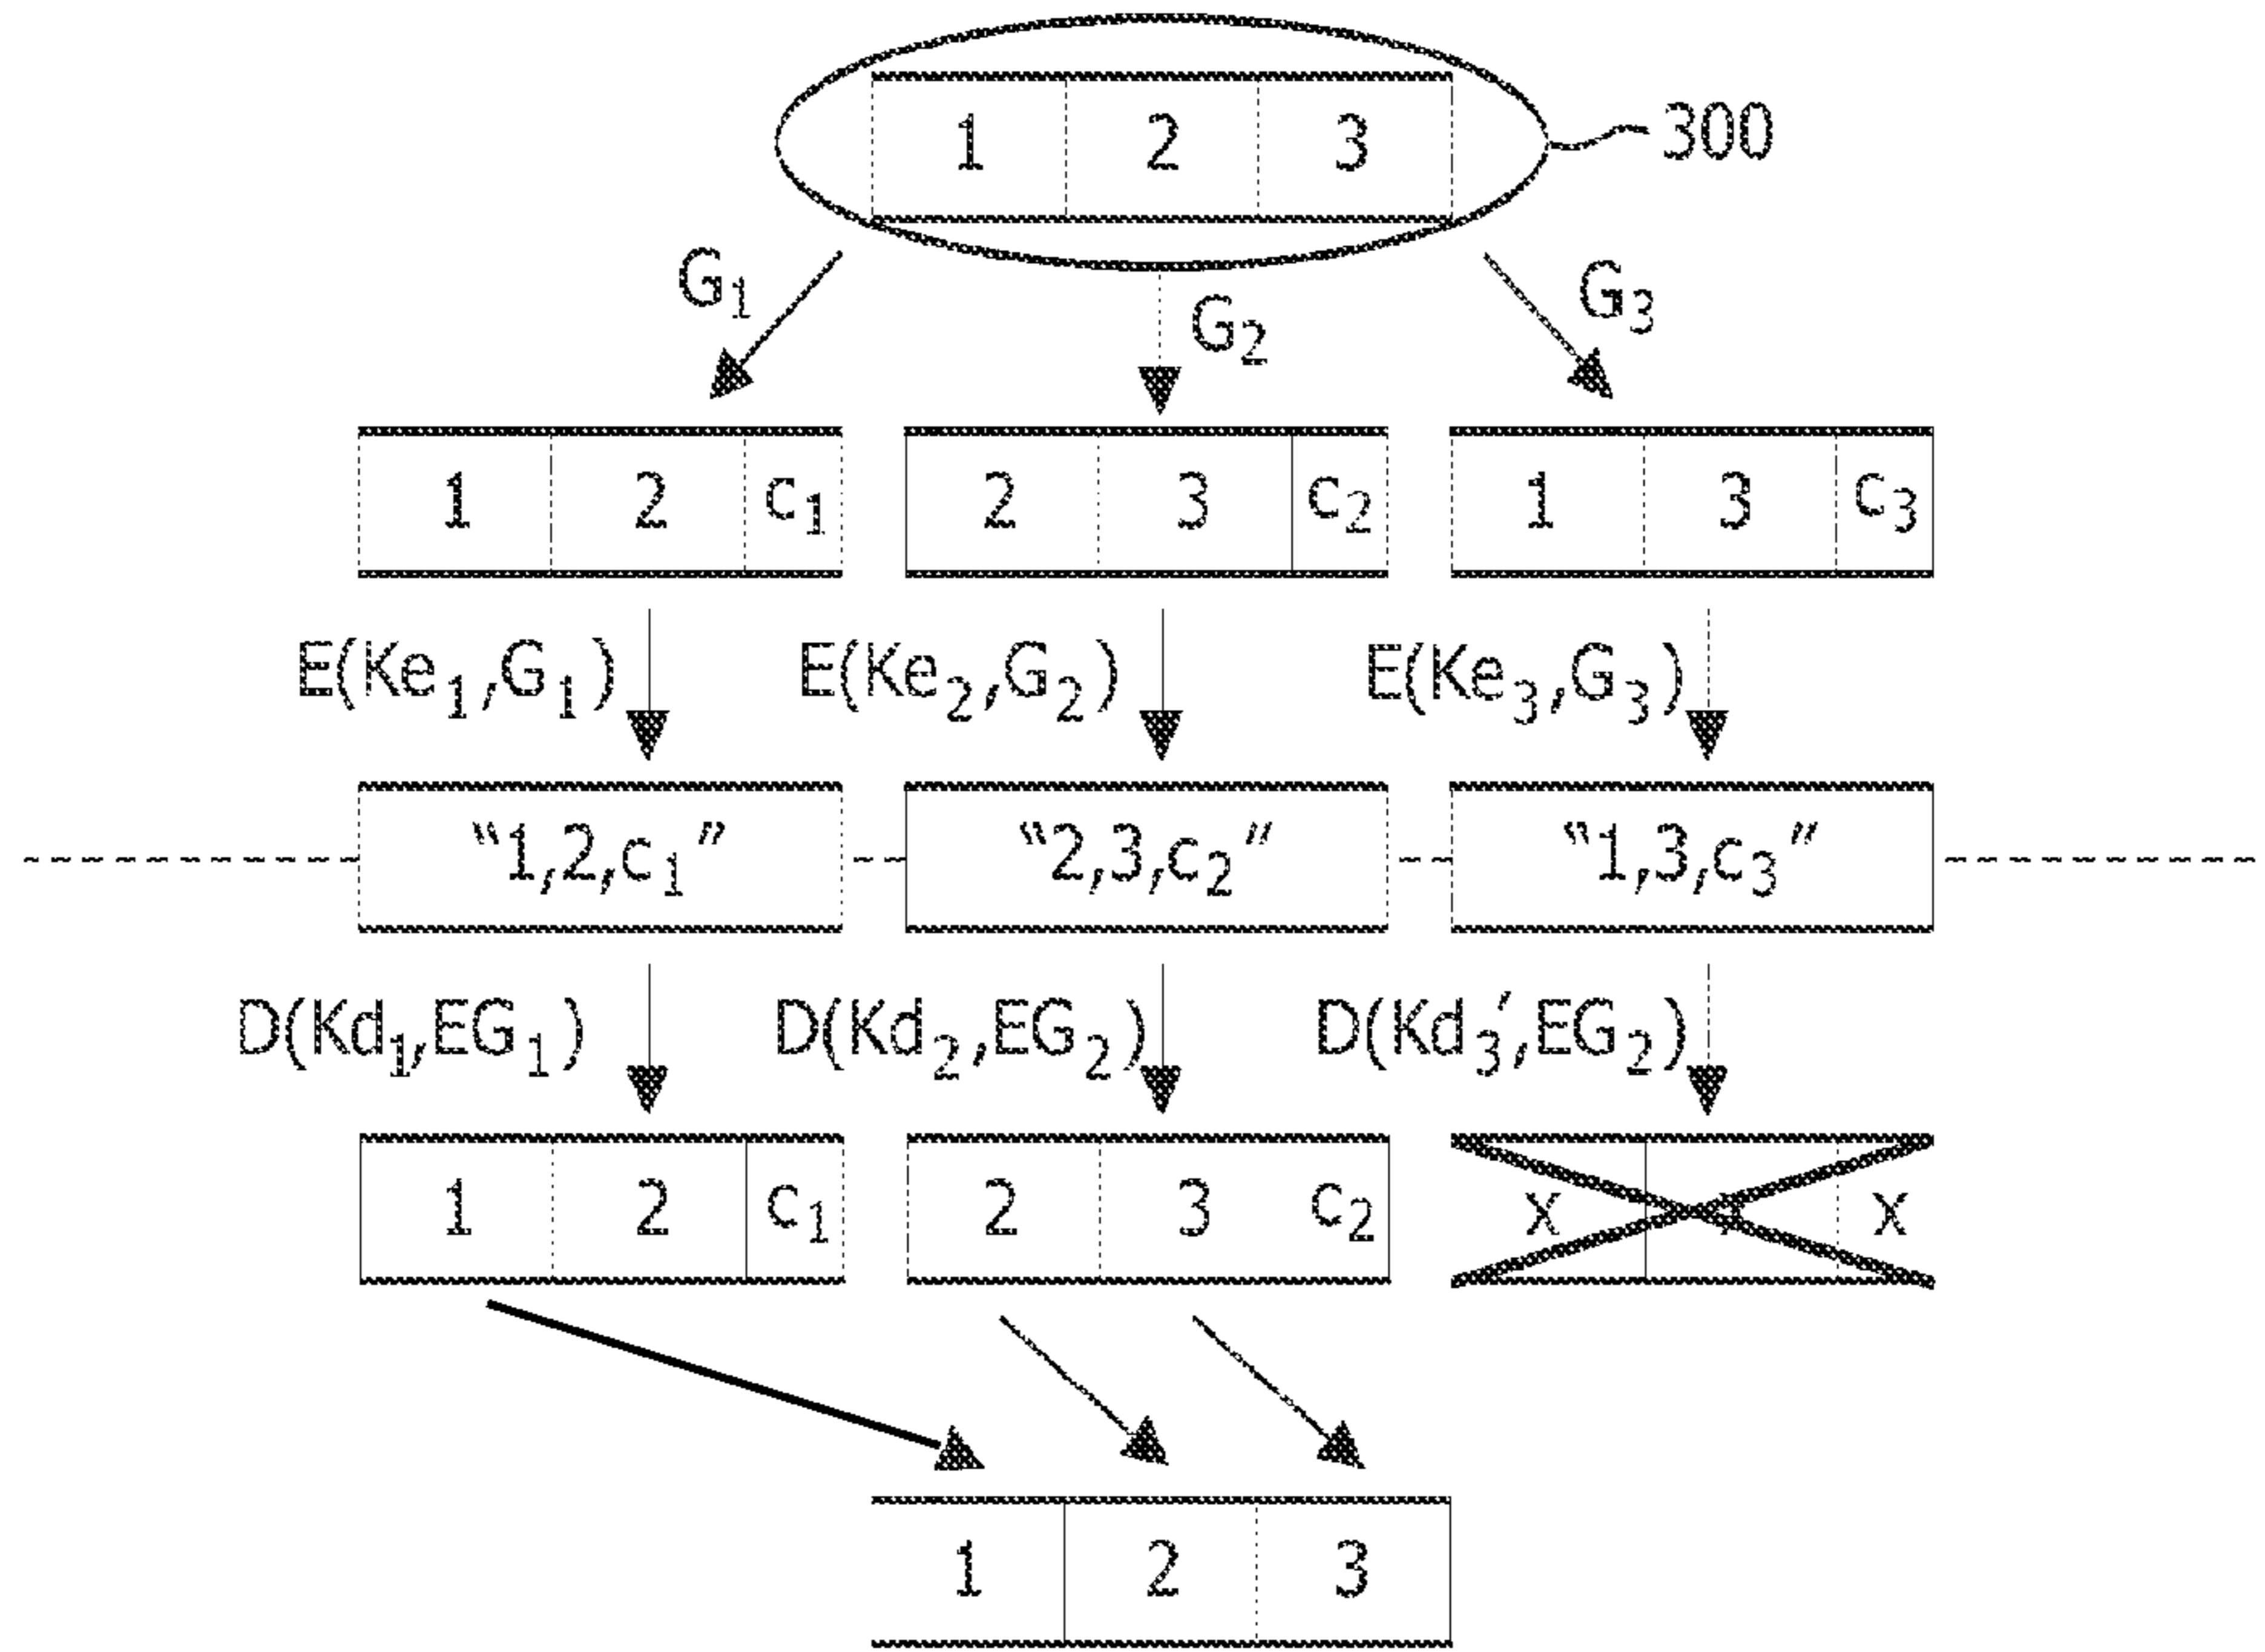 1 2 3 300
G1 G2 G3
1 2 c1 2 3 c2 1 3 c3
E(Ke1,G1) E(Ke2,G2) E(Ke3,G3)
“1,2,c1” “2,3,c2” “1,3,c3”
D(Kd1,EG1) D(Kd2,EG2) D(Kd3′,EG2)
1 2 c1 2 3 c2 x x
1 2 3